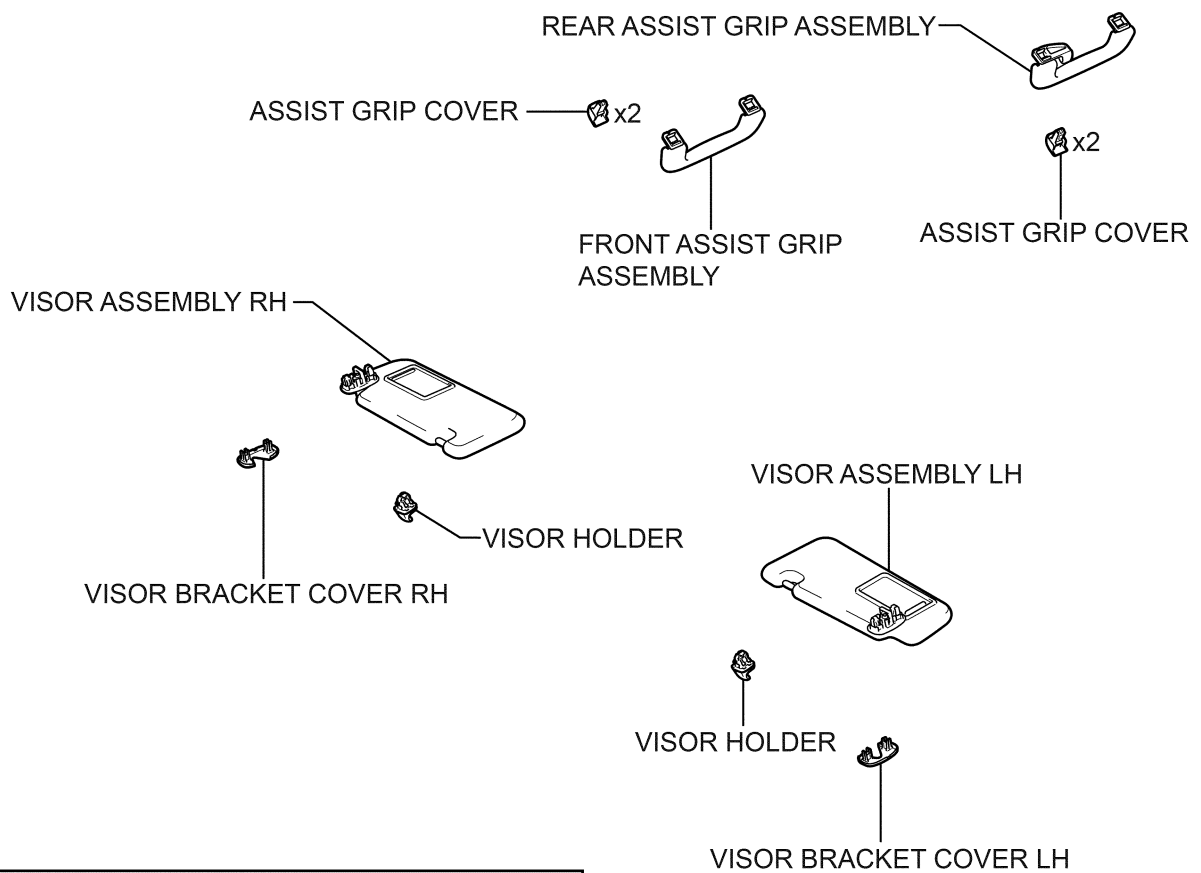 REAR ASSIST GRIP ASSEMBLY
ASSIST GRIP COVER
x2
x2
FRONT ASSIST GRIP
ASSEMBLY
ASSIST GRIP COVER
VISOR ASSEMBLY RH
VISOR ASSEMBLY LH
VISOR HOLDER
VISOR BRACKET COVER RH
VISOR HOLDER
VISOR BRACKET COVER LH